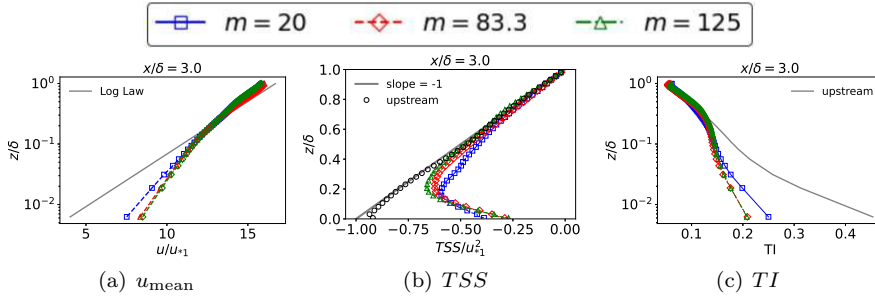 m = 20 m = 83.3 m = 125
x/δ = 3.0
Log Law
10⁰
10⁻¹
10⁻²
z/δ
5 10 15
u/u*1
(a) u_mean
x/δ = 3.0
slope = -1
upstream
1.0
0.8
0.6
0.4
0.2
0.0
z/δ
−1.00 −0.75 −0.50 −0.25 0.00
TSS/u²*1
(b) TSS
x/δ = 3.0
upstream
10⁰
10⁻¹
10⁻²
z/δ
0.1 0.2 0.3 0.4
TI
(c) TI